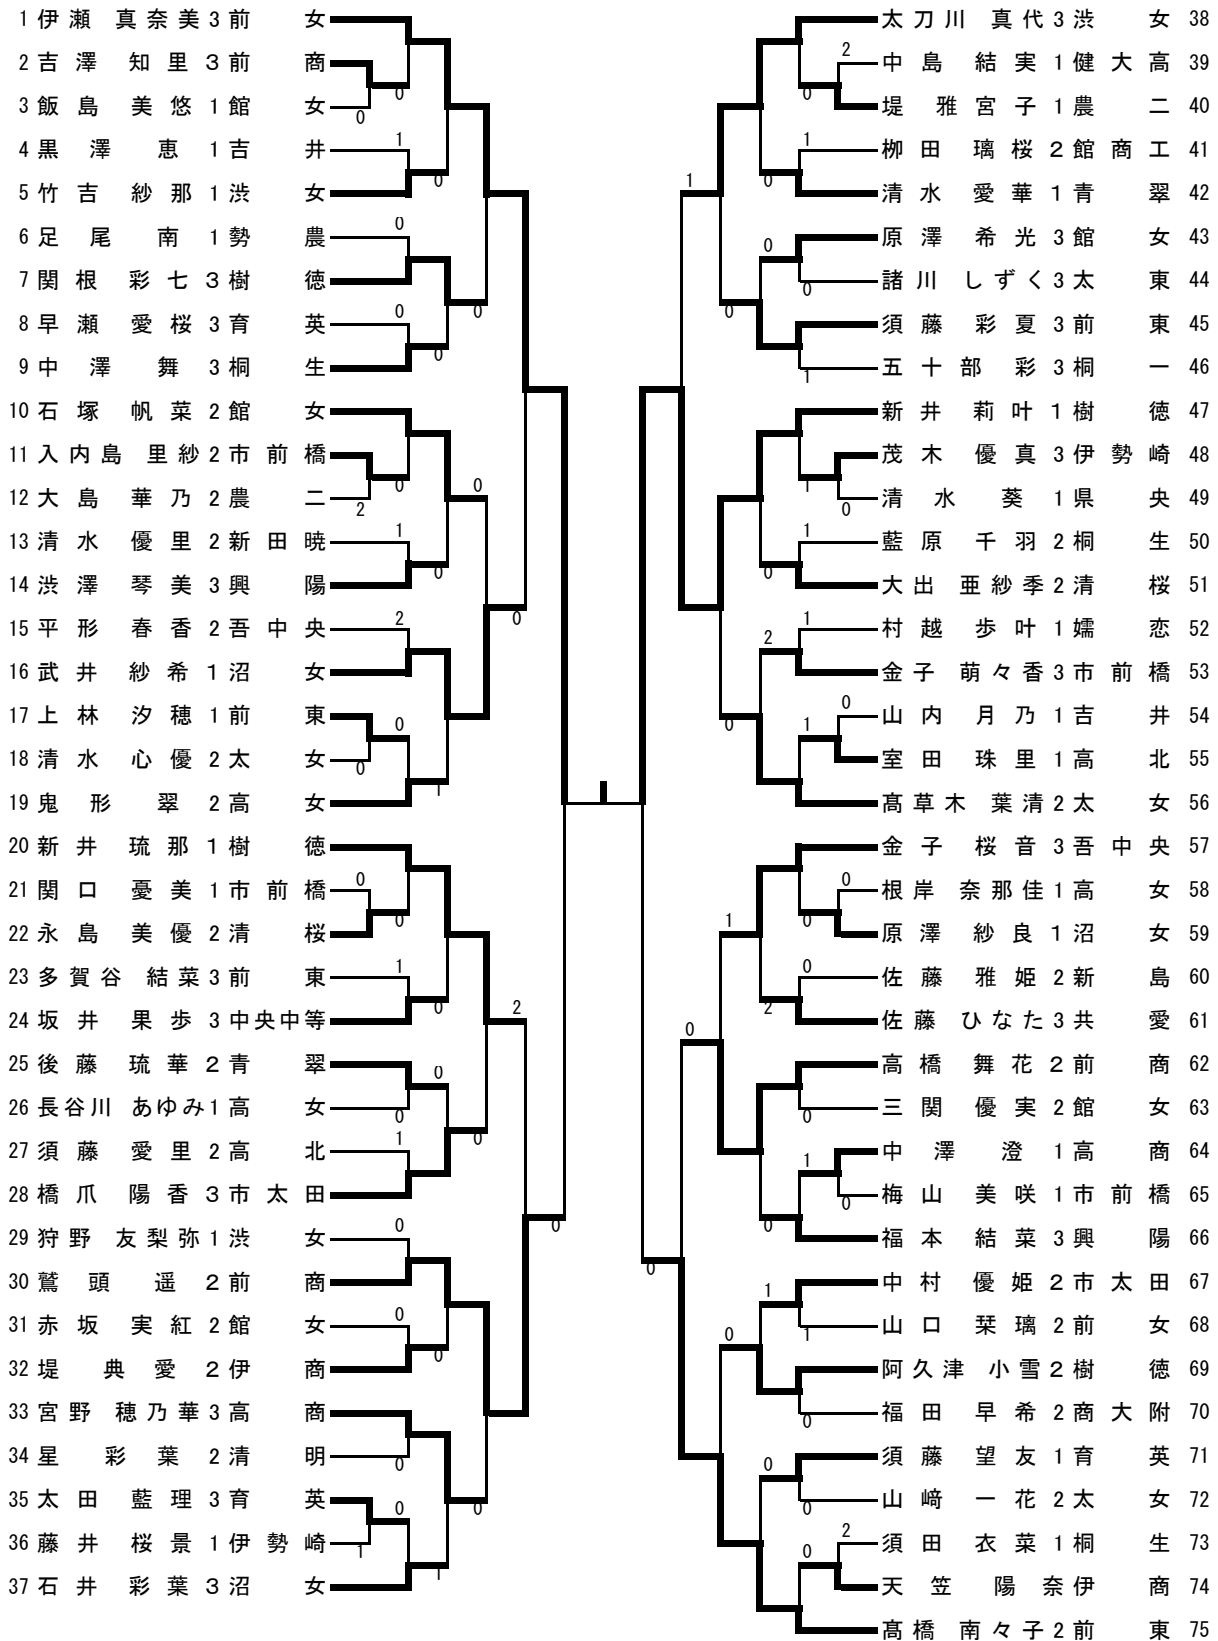 1 伊瀬 真奈美 3 前女
2 吉澤 知里 3 前商
3 飯島 美悠 1 館女
4 黒澤 恵 1 吉井
5 竹吉 紗那 1 渋女
6 足尾 南 1 勢農
7 関根 彩七 3 樹徳
8 早瀬 愛桜 3 育英
9 中澤 舞 3 桐生
10 石塚 帆菜 2 館女
11 入内島 里紗 2 市前橋
12 大島 華乃 2 農二
13 清水 優里 2 新田暁
14 渋澤 琴美 3 興陽
15 平形 春香 2 吾中央
16 武井 紗希 1 沼女
17 上林 汐穂 1 前東
18 清水 心優 2 太女
19 鬼形 翠 2 高女
20 新井 琉那 1 樹徳
21 関口 憂美 1 市前橋
22 永島 美優 2 清桜
23 多賀谷 結菜 3 前東
24 坂井 果歩 3 中央中等
25 後藤 琉華 2 青翠
26 長谷川 あゆみ 1 高女
27 須藤 愛里 2 高北
28 橋爪 陽香 3 市太田
29 狩野 友梨弥 1 渋女
30 鷲頭 遥 2 前商
31 赤坂 実紅 2 館女
32 堤 典愛 2 伊商
33 宮野 穂乃華 3 高商
34 星 彩葉 2 清明
35 太田 藍理 3 育英
36 藤井 桜景 1 伊勢崎
37 石井 彩葉 3 沼女
太刀川 真代 3 渋女 38
中島 結実 1 健大高 39
堤 雅宮子 1 農二 40
栁田 璃桜 2 館商工 41
清水 愛華 1 青翠 42
原澤 希光 3 館女 43
諸川 しずく 3 太東 44
須藤 彩夏 3 前東 45
五十部 彩 3 桐一 46
新井 莉叶 1 樹徳 47
茂木 優真 3 伊勢崎 48
清水 葵 1 県央 49
藍原 千羽 2 桐生 50
大出 亜紗季 2 清桜 51
村越 歩叶 1 嬬恋 52
金子 萌々香 3 市前橋 53
山内 月乃 1 吉井 54
室田 珠里 1 高北 55
髙草木 葉清 2 太女 56
金子 桜音 3 吾中央 57
根岸 奈那佳 1 高女 58
原澤 紗良 1 沼女 59
佐藤 雅姫 2 新島 60
佐藤 ひなた 3 共愛 61
高橋 舞花 2 前商 62
三関 優実 2 館女 63
中澤 澄 1 高商 64
梅山 美咲 1 市前橋 65
福本 結菜 3 興陽 66
中村 優姫 2 市太田 67
山口 栞璃 2 前女 68
阿久津 小雪 2 樹徳 69
福田 早希 2 商大附 70
須藤 望友 1 育英 71
山﨑 一花 2 太女 72
須田 衣菜 1 桐生 73
天笠 陽奈 伊商 74
髙橋 南々子 2 前東 75